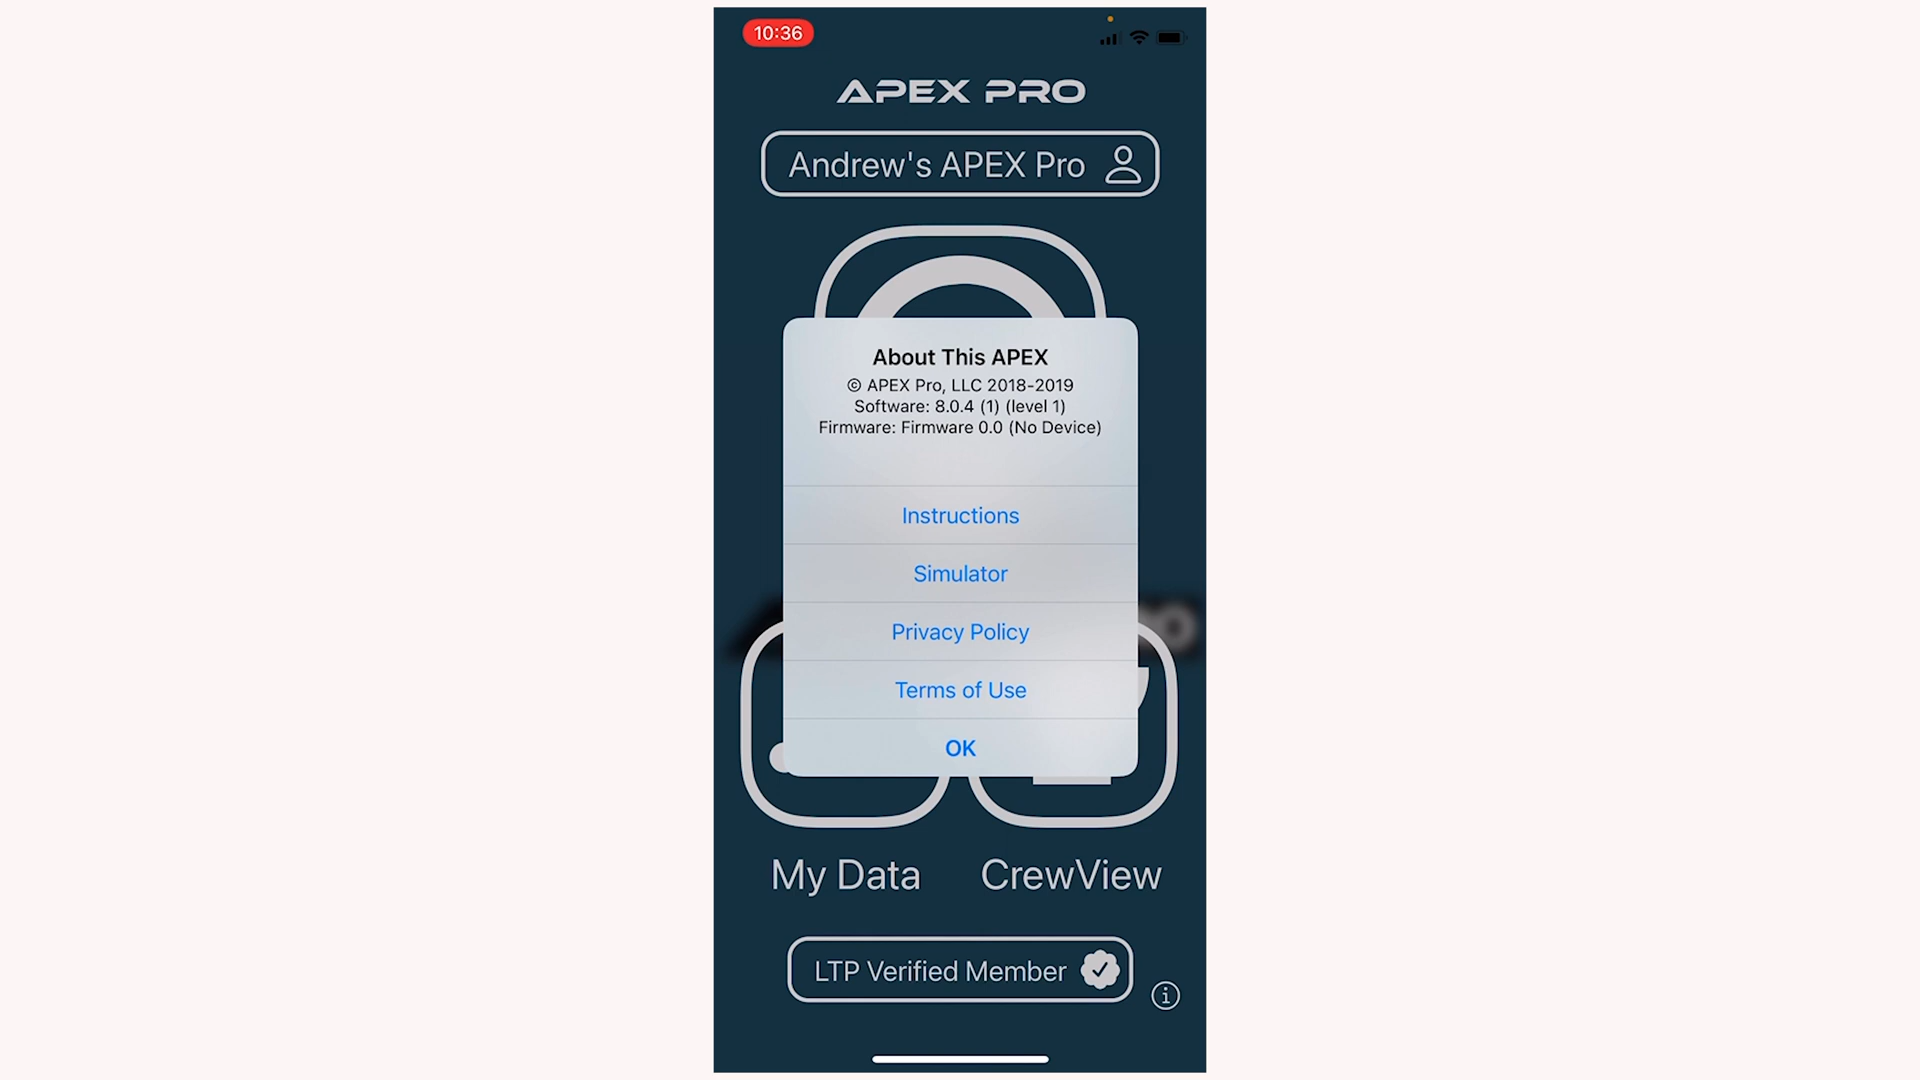 10:36
APEX PRO
Andrew's APEX Pro
About This APEX
© APEX Pro, LLC 2018-2019
Software: 8.0.4 (1) (level 1)
Firmware: Firmware 0.0 (No Device)
Instructions
Simulator
Privacy Policy
Terms of Use
OK
My Data
CrewView
LTP Verified Member